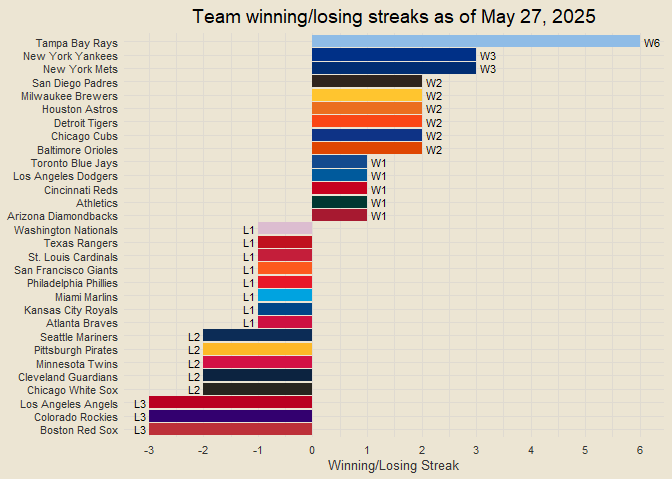 Team winning/losing streaks as of May 27, 2025
Tampa Bay Rays W6
New York Yankees W3
New York Mets W3
San Diego Padres W2
Milwaukee Brewers W2
Houston Astros W2
Detroit Tigers W2
Chicago Cubs W2
Baltimore Orioles W2
Toronto Blue Jays W1
Los Angeles Dodgers W1
Cincinnati Reds W1
Athletics W1
Arizona Diamondbacks W1
Washington Nationals L1
Texas Rangers L1
St. Louis Cardinals L1
San Francisco Giants L1
Philadelphia Phillies L1
Miami Marlins L1
Kansas City Royals L1
Atlanta Braves L1
Seattle Mariners L2
Pittsburgh Pirates L2
Minnesota Twins L2
Cleveland Guardians L2
Chicago White Sox L2
Los Angeles Angels L3
Colorado Rockies L3
Boston Red Sox L3
-3 -2 -1 0 1 2 3 4 5 6
Winning/Losing Streak